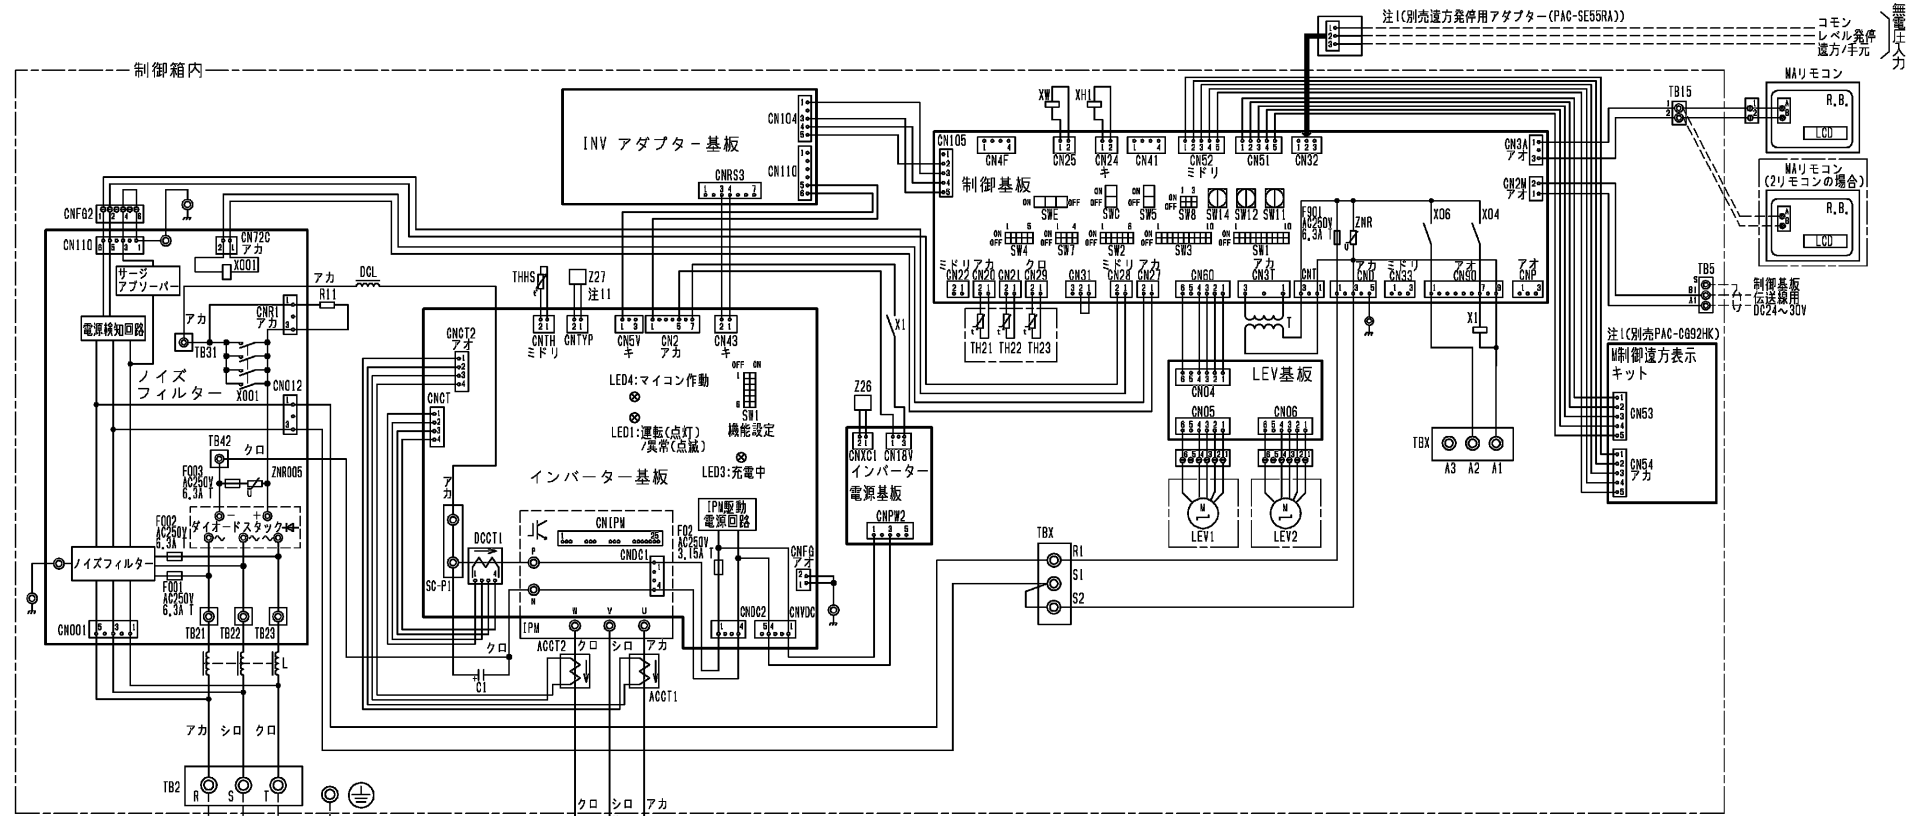 注1(別売遠方発停用アダプター(PAC-SE55RA))
コモン
レベル発停
遠方/手元
無電圧入力
制御箱内
MAリモコン
R.B.
LCD
TB15
MAリモコン
(2リモコンの場合)
R.B.
LCD
TB5
制御基板
伝送線用
DC24～30V
S
B1
A1
INV アダプター基板
CN104
CN110
CNRS3
XW
XH1
CN105
CN4F
CN25
CN24
キ
CN41
CN52
ミドリ
CN51
CN32
CN3A
アオ
CN2M
アオ
制御基板
SWE
SWC
SW5
SW8
SW14
SW12
SW11
SW4
SW7
SW2
SW3
SW1
F901
AC250V
6.3A
ZNR
U
X06
X04
ミドリ
CN22
アカ
CN20
CN21
クロ
CN29
CN31
ミドリ
CN28
アカ
CN27
CN60
アカ
CN3T
CNT
アカ
CND
ミドリ
CN33
アオ
CN90
アオ
CNP
TH21
TH22
TH23
T
X1
CNFG2
CN110
CN72C
アカ
X001
サージ
アブソーバー
電源検知回路
アカ
DCL
R11
CNR1
アカ
アカ
TB31
X001
CN012
ノイズ
フィルター
TB42
クロ
F003
AC250V
6.3A T
ZNR005
U
ダイオードスタック
F002
AC250V
6.3A
ノイズフィルター
F001
AC250V
6.3A T
CN001
TB21
TB22
TB23
L
アカ
シロ
クロ
TB2
R
S
T
THHS
Z27
注11
CNTH
ミドリ
CNTYP
CN5V
キ
CN2
アカ
CN43
キ
X1
CNCT2
アオ
CNCT
LED4:マイコン作動
LED1:運転(点灯)
/異常(点滅)
OFF ON
SW1
機能設定
LED3:充電中
インバーター基板
アカ
SC-P1
DCCT1
CNIPM
P
N
CNDC1
IPM
W
V
U
IPM駆動
電源回路
F02
AC250V
3.15A T
CNFG
アオ
CNDC2
CNVDC
クロ
C1
ACCT2
クロ
シロ
アカ
ACCT1
クロ
シロ
アカ
Z26
CNXC1
CN18V
インバーター
電源基板
CNPW2
LEV基板
CN04
CN05
CN06
M
LEV1
M
LEV2
TBX
R1
S1
S2
TBX
A3
A2
A1
注1(別売PAC-CG92HK)
M制御遠方表示
キット
CN53
CN54
アカ